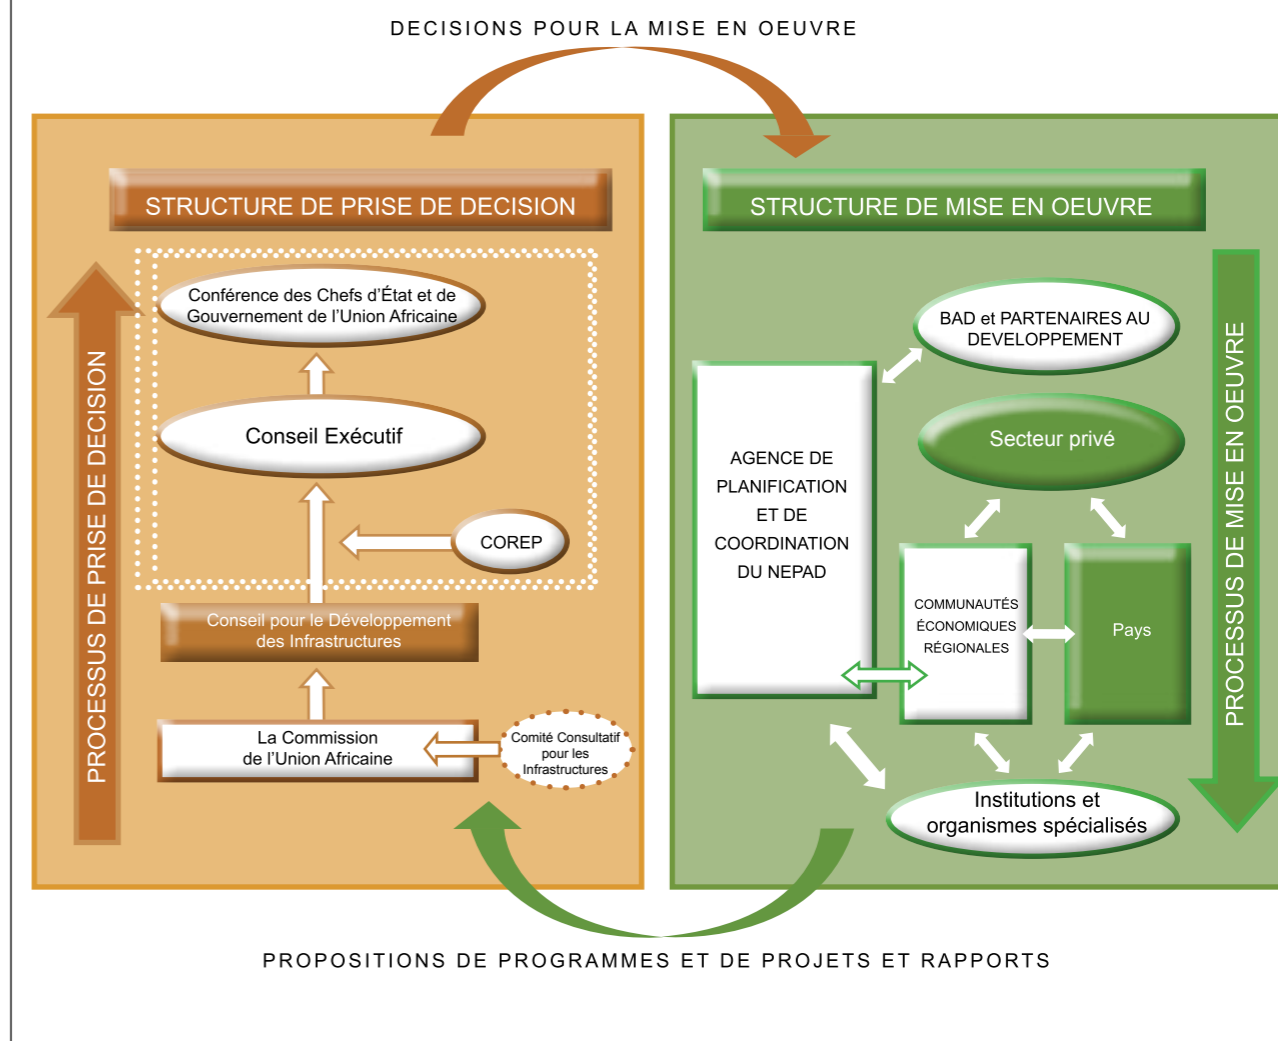 DECISIONS POUR LA MISE EN OEUVRE
STRUCTURE DE PRISE DE DECISION
PROCESSUS DE PRISE DE DECISION
Conférence des Chefs d'État et de
Gouvernement de l'Union Africaine
Conseil Exécutif
COREP
Conseil pour le Développement
des Infrastructures
La Commission
de l'Union Africaine
Comité Consultatif
pour les
Infrastructures
STRUCTURE DE MISE EN OEUVRE
BAD et PARTENAIRES AU
DEVELOPPEMENT
Secteur privé
AGENCE DE
PLANIFICATION
ET DE
COORDINATION
DU NEPAD
COMMUNAUTÉS
ÉCONOMIQUES
RÉGIONALES
Pays
Institutions et
organismes spécialisés
PROCESSUS DE MISE EN OEUVRE
PROPOSITIONS DE PROGRAMMES ET DE PROJETS ET RAPPORTS